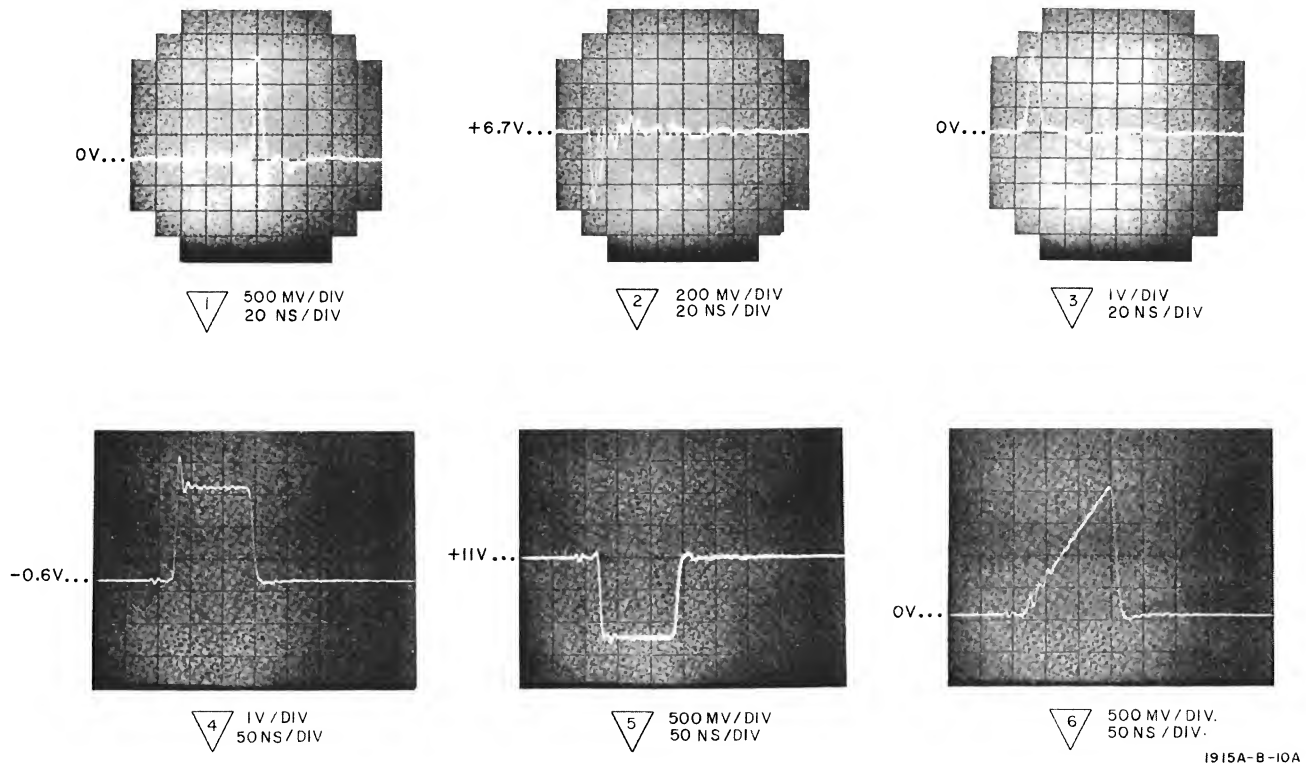 0V...
+6.7V...
0V...
1 500 MV/DIV
20 NS/DIV
2 200 MV/DIV
20 NS/DIV
3 1V/DIV
20 NS/DIV
-0.6V...
+11V...
0V...
4 1V/DIV
50NS/DIV
5 500 MV/DIV
50 NS/DIV
6 500 MV/DIV.
50 NS/DIV.
1915A-B-10A